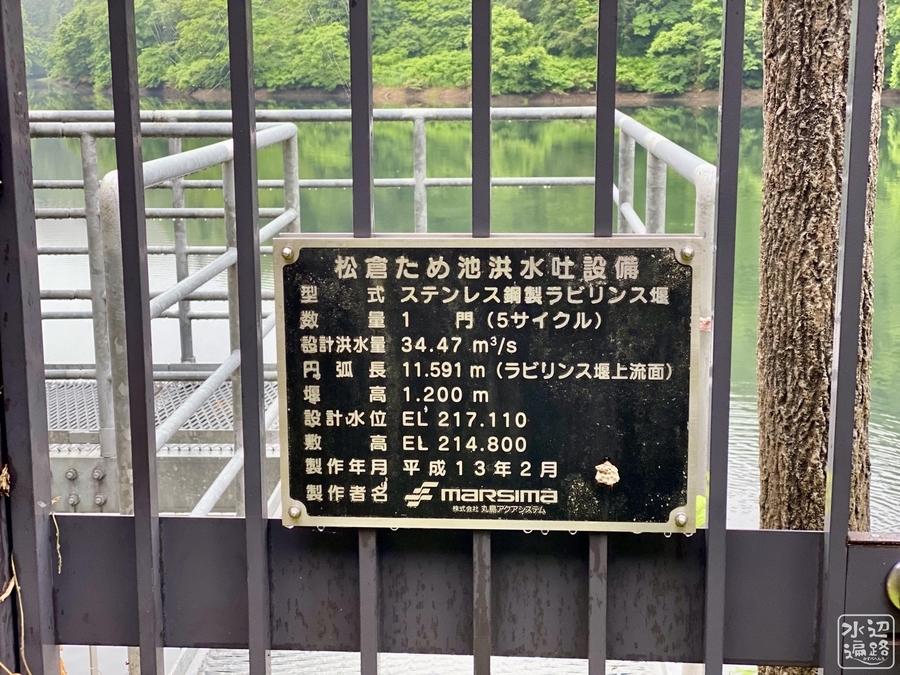 松倉ため池洪水吐設備
型式 ステンレス鋼製ラビリンス堰
数量 1 門(5サイクル)
設計洪水量 34.47 m³/s
円弧長 11.591 m(ラビリンス堰上流面)
堰高 1.200 m
設計水位 EL 217.110
敷高 EL 214.800
製作年月 平成13年2月
製作者名 marsima
株式会社 丸島アクアシステム
水辺遍路